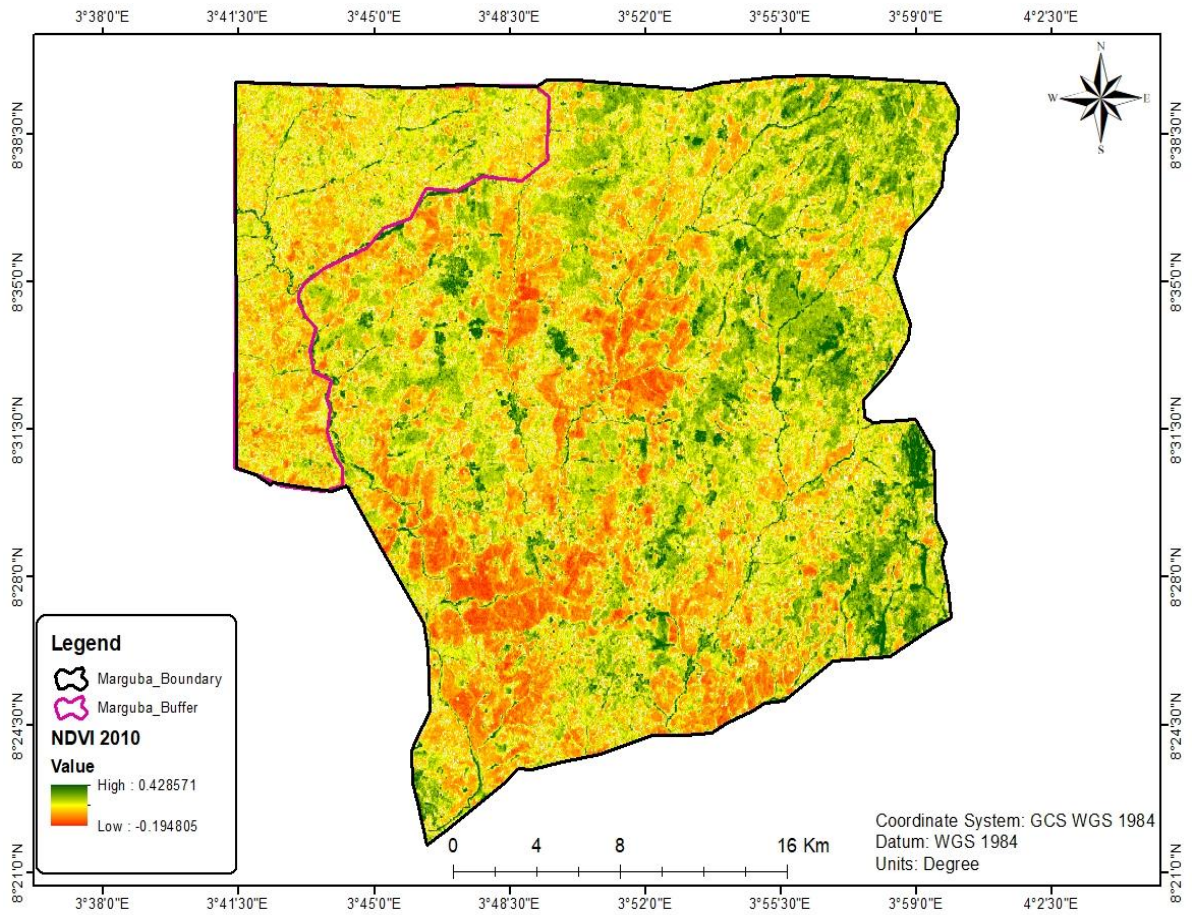 3°38'0"E 3°41'30"E 3°45'0"E 3°48'30"E 3°52'0"E 3°55'30"E 3°59'0"E 4°2'30"E
N
W E
S
8°38'30"N 8°38'30"N
8°35'0"N 8°35'0"N
8°31'30"N 8°31'30"N
8°28'0"N 8°28'0"N
8°24'30"N 8°24'30"N
8°21'0"N 8°21'0"N
Legend
Marguba_Boundary
Marguba_Buffer
NDVI 2010
Value
High : 0.428571
Low : -0.194805
0 4 8 16 Km
Coordinate System: GCS WGS 1984
Datum: WGS 1984
Units: Degree
3°38'0"E 3°41'30"E 3°45'0"E 3°48'30"E 3°52'0"E 3°55'30"E 3°59'0"E 4°2'30"E